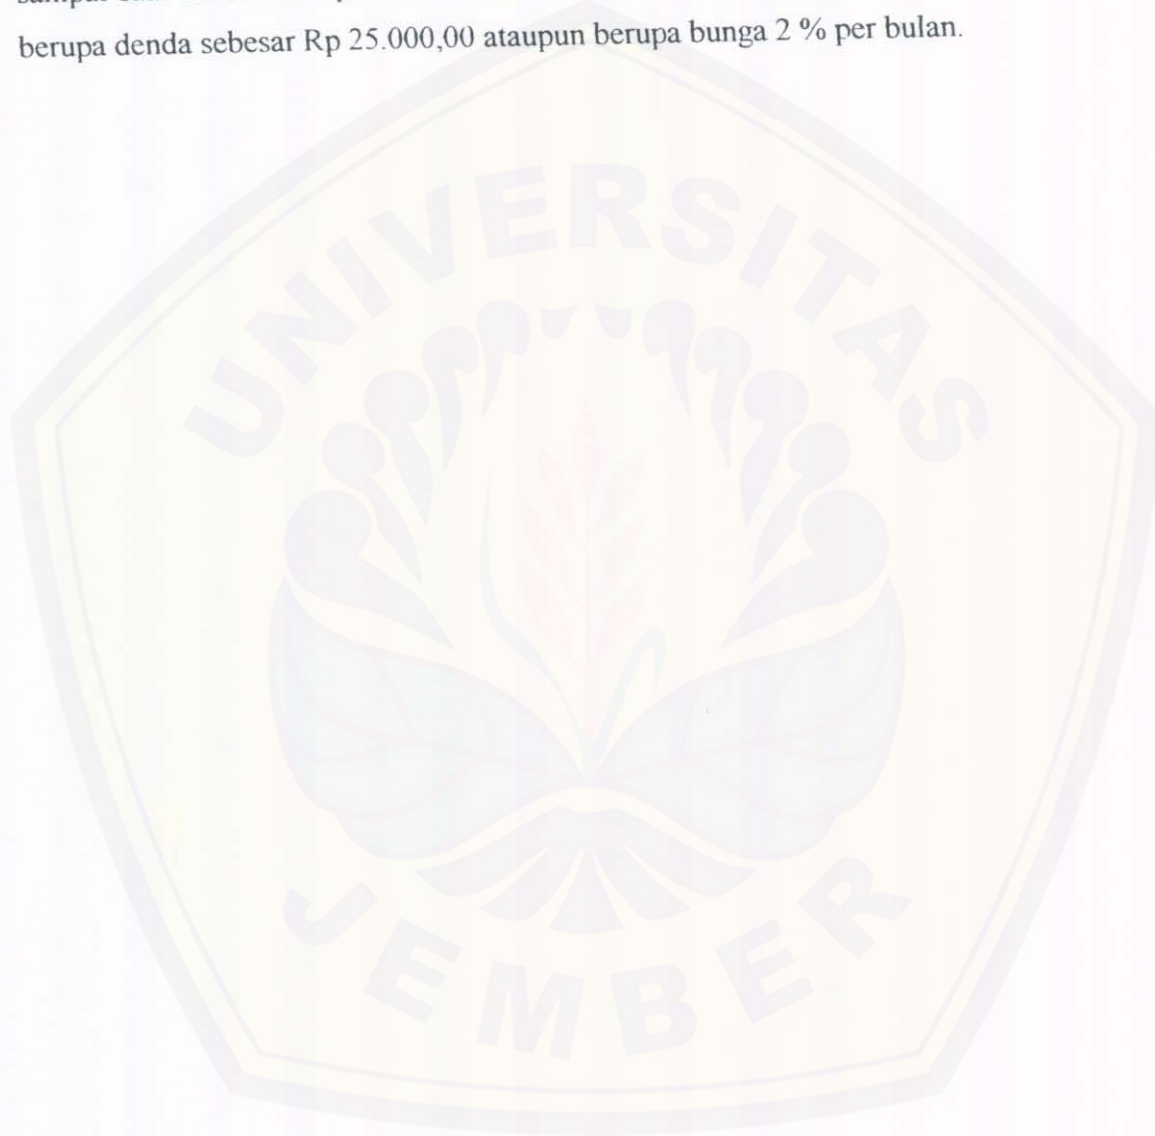 berupa denda sebesar Rp 25.000,00 ataupun berupa bunga 2 % per bulan.
UNIVERSITAS
JEMBER